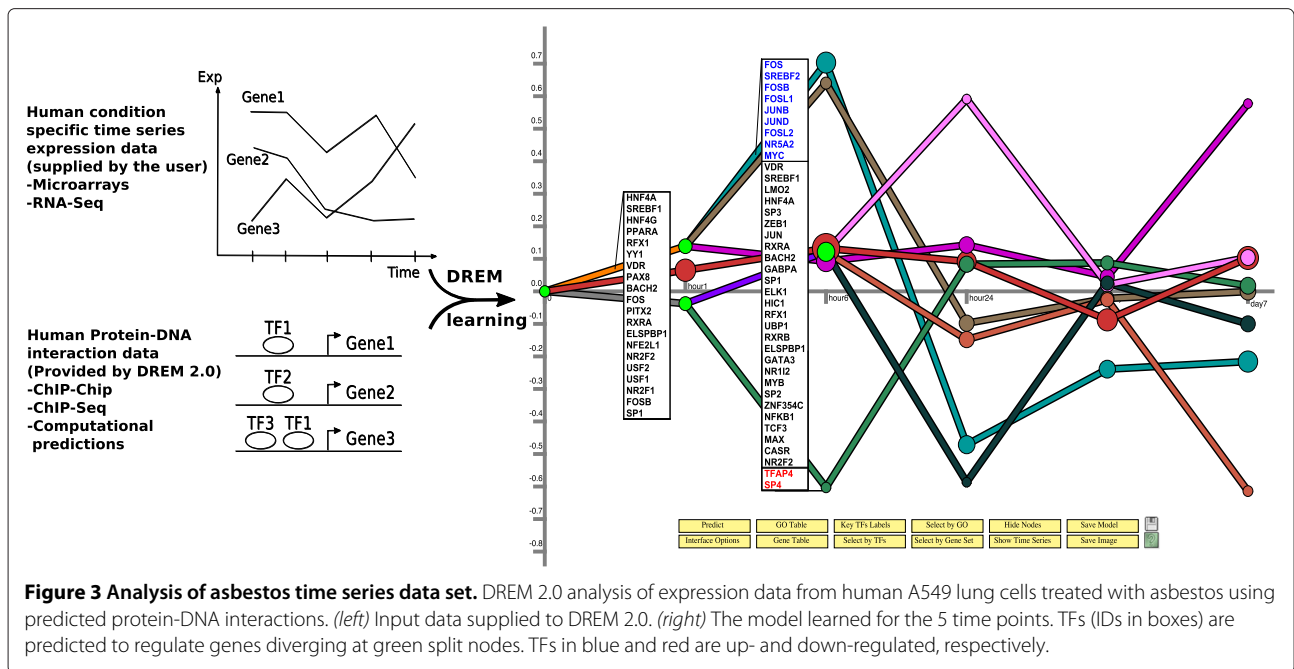 Human condition
specific time series
expression data
(supplied by the user)
-Microarrays
-RNA-Seq
Exp
Gene1
Gene2
Gene3
Time
Human Protein-DNA
interaction data
(Provided by DREM 2.0)
-ChIP-Chip
-ChIP-Seq
-Computational
predictions
TF1
Gene1
TF2
Gene2
TF3 TF1
Gene3
DREM
learning
0.7
0.6
0.5
0.4
0.3
0.2
0.1
0.0
-0.1
-0.2
-0.3
-0.4
-0.5
-0.6
-0.7
-0.8
0
hour1
hour6
hour24
day7
HNF4A
SREBF1
HNF4G
PPARA
RFX1
YY1
VDR
PAX8
BACH2
FOS
PITX2
RXRA
ELSPBP1
NFE2L1
NR2F2
USF2
USF1
NR2F1
FOSB
SP1
FOS
SREBF2
FOSB
FOSL1
JUNB
JUND
FOSL2
NR5A2
MYC
VDR
SREBF1
LMO2
HNF4A
SP3
ZEB1
JUN
RXRA
BACH2
GABPA
SP1
ELK1
HIC1
RFX1
UBP1
RXRB
ELSPBP1
GATA3
NR1I2
MYB
SP2
ZNF354C
NFKB1
TCF3
MAX
CASR
NR2F2
TFAP4
SP4
Predict GO Table Key TFs Labels Select by GO Hide Nodes Save Model
Interface Options Gene Table Select by TFs Select by Gene Set Show Time Series Save Image
Figure 3 Analysis of asbestos time series data set. DREM 2.0 analysis of expression data from human A549 lung cells treated with asbestos using
predicted protein-DNA interactions. (left) Input data supplied to DREM 2.0. (right) The model learned for the 5 time points. TFs (IDs in boxes) are
predicted to regulate genes diverging at green split nodes. TFs in blue and red are up- and down-regulated, respectively.